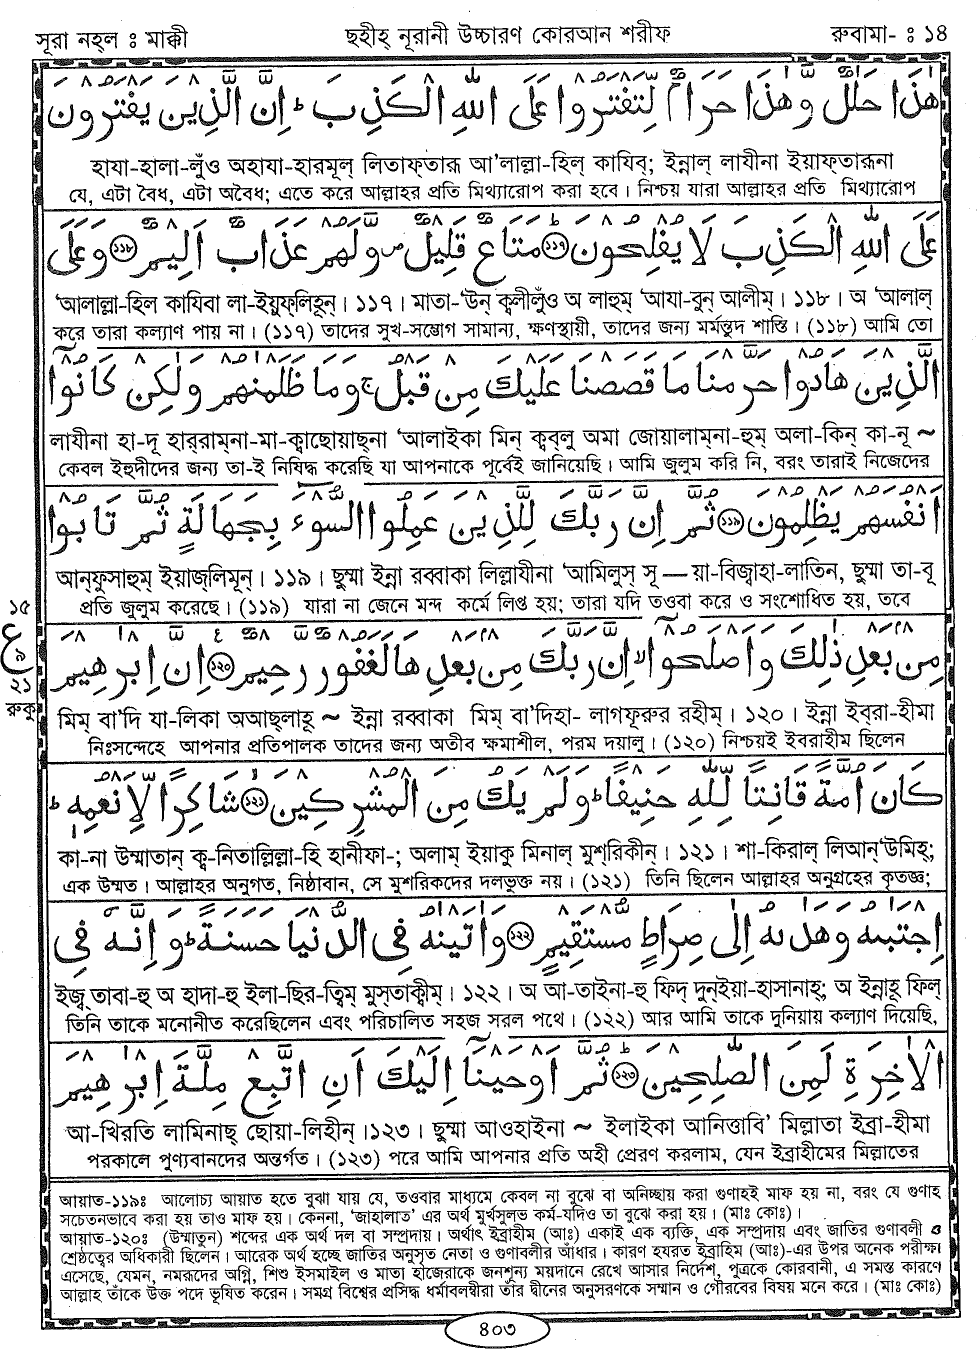 সূরা নহ্‌ল ঃ মাক্কী ছহীহ্ নূরানী উচ্চারণ কোরআন শরীফ রুবামা- ঃ ১৪
هٰذَا حَلٰلٌ وَّهٰذَا حَرَامٌ لِّتَفْتَرُوْا عَلَى اللّٰهِ الْكَذِبَ ؕ اِنَّ الَّذِيْنَ يَفْتَرُوْنَ
হাযা-হালা-লুঁও অহাযা-হারামুল্ লিতাফ্‌তারূ আ'লাল্লা-হিল্ কাযিব্; ইন্নাল্ লাযীনা ইয়াফ্‌তারূনা
যে, এটা বৈধ, এটা অবৈধ; এতে করে আল্লাহর প্রতি মিথ্যারোপ করা হবে। নিশ্চয় যারা আল্লাহর প্রতি মিথ্যারোপ
عَلَى اللّٰهِ الْكَذِبَ لَا يُفْلِحُوْنَ ﴿১১৭﴾ مَتَاعٌ قَلِيْلٌ ۪ وَّلَهُمْ عَذَابٌ اَلِيْمٌ ﴿১১৮﴾ وَعَلَى
'আলাল্লা-হিল কাযিবা লা-ইয়ুফ্‌লিহূন্। ১১৭। মাতা-'উন্ ক্বলীলুঁও অ লাহুম্ 'আযা-বুন্ আলীম্। ১১৮। অ 'আলাল্
করে তারা কল্যাণ পায় না। (১১৭) তাদের সুখ-সম্ভোগ সামান্য, ক্ষণস্থায়ী, তাদের জন্য মর্মন্তুদ শাস্তি। (১১৮) আমি তো
الَّذِيْنَ هَادُوْا حَرَّمْنَا مَا قَصَصْنَا عَلَيْكَ مِنْ قَبْلُ ۚ وَمَا ظَلَمْنٰهُمْ وَلٰكِنْ كَانُوْۤا
লাযীনা হা-দূ হার্‌রাম্‌না-মা-ক্বাছোয়াছ্‌না 'আলাইকা মিন্ ক্বব্‌লু অমা জোয়ালাম্‌না-হুম্ অলা-কিন্ কা-নূ ~
কেবল ইহুদীদের জন্য তা-ই নিষিদ্ধ করেছি যা আপনাকে পূর্বেই জানিয়েছি। আমি জুলুম করি নি, বরং তারাই নিজেদের
اَنْفُسَهُمْ يَظْلِمُوْنَ ﴿১১৯﴾ ثُمَّ اِنَّ رَبَّكَ لِلَّذِيْنَ عَمِلُوا السُّوْٓءَ بِجَهَالَةٍ ثُمَّ تَابُوْا
আন্‌ফুসাহুম্ ইয়াজ্‌লিমূন্। ১১৯। ছুম্মা ইন্না রব্বাকা লিল্লাযীনা 'আমিলুস্ সূ — য়া-বিজ্বাহা-লাতিন্, ছুম্মা তা-বূ
প্রতি জুলুম করেছে। (১১৯) যারা না জেনে মন্দ কর্মে লিপ্ত হয়; তারা যদি তওবা করে ও সংশোধিত হয়, তবে
১৫
ع
৯
২১
রুকু
مِنْۢ بَعْدِ ذٰلِكَ وَاَصْلَحُوْۤا ۙ اِنَّ رَبَّكَ مِنْۢ بَعْدِهَا لَغَفُوْرٌ رَّحِيْمٌ ﴿১২০﴾ اِنَّ اِبْرٰهِيْمَ
মিম্ বা'দি যা-লিকা অআছ্‌লাহূ ~ ইন্না রব্বাকা মিম্ বা'দিহা- লাগফূরুর রহীম্। ১২০। ইন্না ইব্‌রা-হীমা
নিঃসন্দেহে আপনার প্রতিপালক তাদের জন্য অতীব ক্ষমাশীল, পরম দয়ালু। (১২০) নিশ্চয়ই ইবরাহীম ছিলেন
كَانَ اُمَّةً قَانِتًا لِّلّٰهِ حَنِيْفًا ؕ وَلَمْ يَكُ مِنَ الْمُشْرِكِيْنَ ﴿১২১﴾ شَاكِرًا لِّاَنْعُمِهٖ ؕ
কা-না উম্মাতান্ ক্ব-নিতাল্লিল্লা-হি হানীফা-; অলাম্ ইয়াকু মিনাল্ মুশ্‌রিকীন্। ১২১। শা-কিরাল্ লিআন্'উমিহ্;
এক উম্মত। আল্লাহর অনুগত, নিষ্ঠাবান, সে মুশরিকদের দলভুক্ত নয়। (১২১) তিনি ছিলেন আল্লাহর অনুগ্রহের কৃতজ্ঞ;
اِجْتَبٰىهُ وَهَدٰىهُ اِلٰى صِرَاطٍ مُّسْتَقِيْمٍ ﴿১২২﴾ وَاٰتَيْنٰهُ فِى الدُّنْيَا حَسَنَةً ؕ وَاِنَّهٗ فِى
ইজ্ব্‌তাবা-হু অ হাদা-হু ইলা-ছির-ত্বিম্ মুস্‌তাক্বীম্। ১২২। অ আ-তাইনা-হু ফিদ্ দুন্‌ইয়া-হাসানাহ্; অ ইন্নাহূ ফিল্
তিনি তাকে মনোনীত করেছিলেন এবং পরিচালিত সহজ সরল পথে। (১২২) আর আমি তাকে দুনিয়ায় কল্যাণ দিয়েছি,
الْاٰخِرَةِ لَمِنَ الصّٰلِحِيْنَ ﴿১২৩﴾ ثُمَّ اَوْحَيْنَاۤ اِلَيْكَ اَنِ اتَّبِعْ مِلَّةَ اِبْرٰهِيْمَ
আ-খিরতি লামিনাছ্ ছোয়া-লিহীন্।১২৩। ছুম্মা আওহাইনা ~ ইলাইকা আনিত্তাবি' মিল্লাতা ইব্রা-হীমা
পরকালে পুণ্যবানদের অন্তর্গত। (১২৩) পরে আমি আপনার প্রতি অহী প্রেরণ করলাম, যেন ইব্রাহীমের মিল্লাতের
আয়াত-১১৯ঃ আলোচ্য আয়াত হতে বুঝা যায় যে, তওবার মাধ্যমে কেবল না বুঝে বা অনিচ্ছায় করা গুণাহই মাফ হয় না, বরং যে গুণাহ
সচেতনভাবে করা হয় তাও মাফ হয়। কেননা, 'জাহালাত' এর অর্থ মূর্খসুলভ কর্ম-যদিও তা বুঝে করা হয়। (মাঃ কোঃ)।
আয়াত-১২০ঃ (উম্মাতুন) শব্দের এক অর্থ দল বা সম্প্রদায়। অর্থাৎ ইব্রাহীম (আঃ) একাই এক ব্যক্তি, এক সম্প্রদায় এবং জাতির গুণাবলী ও
শ্রেষ্ঠত্বের অধিকারী ছিলেন। আরেক অর্থ হচ্ছে জাতির অনুসৃত নেতা ও গুণাবলীর আঁধার। কারণ হযরত ইব্রাহিম (আঃ)-এর উপর অনেক পরীক্ষা
এসেছে, যেমন, নমরূদের অগ্নি, শিশু ইসমাইল ও মাতা হাজেরাকে জনশূন্য ময়দানে রেখে আসার নির্দেশ, পুত্রকে কোরবানী, এ সমস্ত কারণে
আল্লাহ তাঁকে উক্ত পদে ভূষিত করেন। সমগ্র বিশ্বের প্রসিদ্ধ ধর্মাবলম্বীরা তাঁর দ্বীনের অনুসরণকে সম্মান ও গৌরবের বিষয় মনে করে। (মাঃ কোঃ)
৪০৩